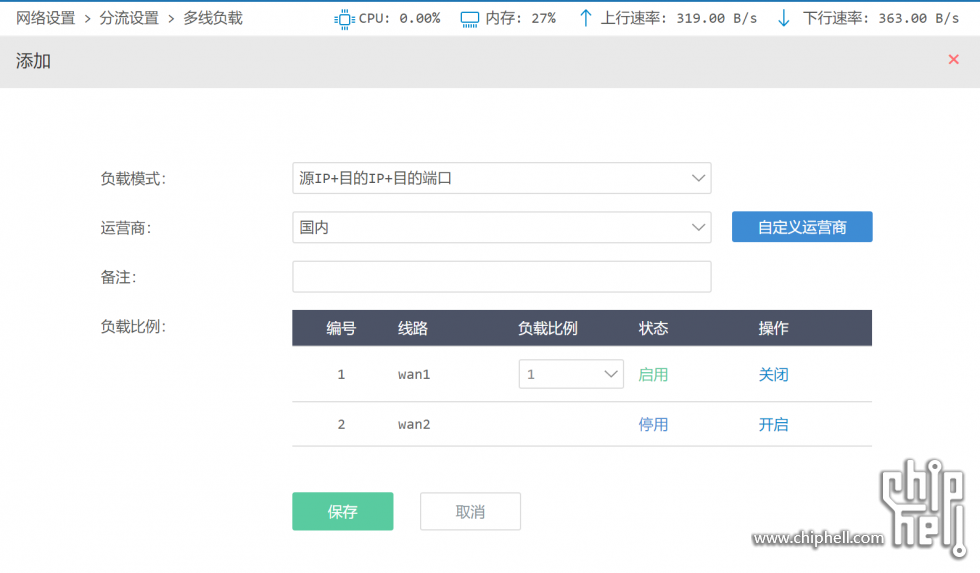 网络设置 > 分流设置 > 多线负载 CPU: 0.00% 内存: 27% 上行速率: 319.00 B/s 下行速率: 363.00 B/s
添加
负载模式: 源IP+目的IP+目的端口
运营商: 国内 自定义运营商
备注:
负载比例: 编号 线路 负载比例 状态 操作
1 wan1 1 启用 关闭
2 wan2 停用 开启
保存 取消
chip
hell
www.chiphell.com